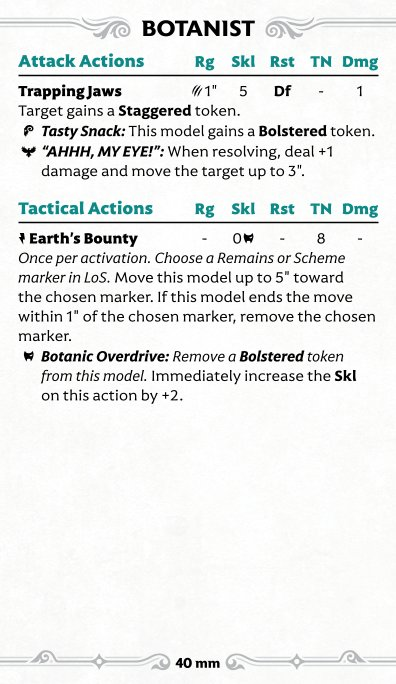 BOTANIST
Attack Actions Rg Skl Rst TN Dmg
Trapping Jaws 1" 5 Df - 1
Target gains a Staggered token.
Tasty Snack: This model gains a Bolstered token.
“AHHH, MY EYE!”: When resolving, deal +1
damage and move the target up to 3".
Tactical Actions Rg Skl Rst TN Dmg
Earth’s Bounty - 0 - 8 -
Once per activation. Choose a Remains or Scheme
marker in LoS. Move this model up to 5" toward
the chosen marker. If this model ends the move
within 1" of the chosen marker, remove the chosen
marker.
Botanic Overdrive: Remove a Bolstered token
from this model. Immediately increase the Skl
on this action by +2.
40 mm